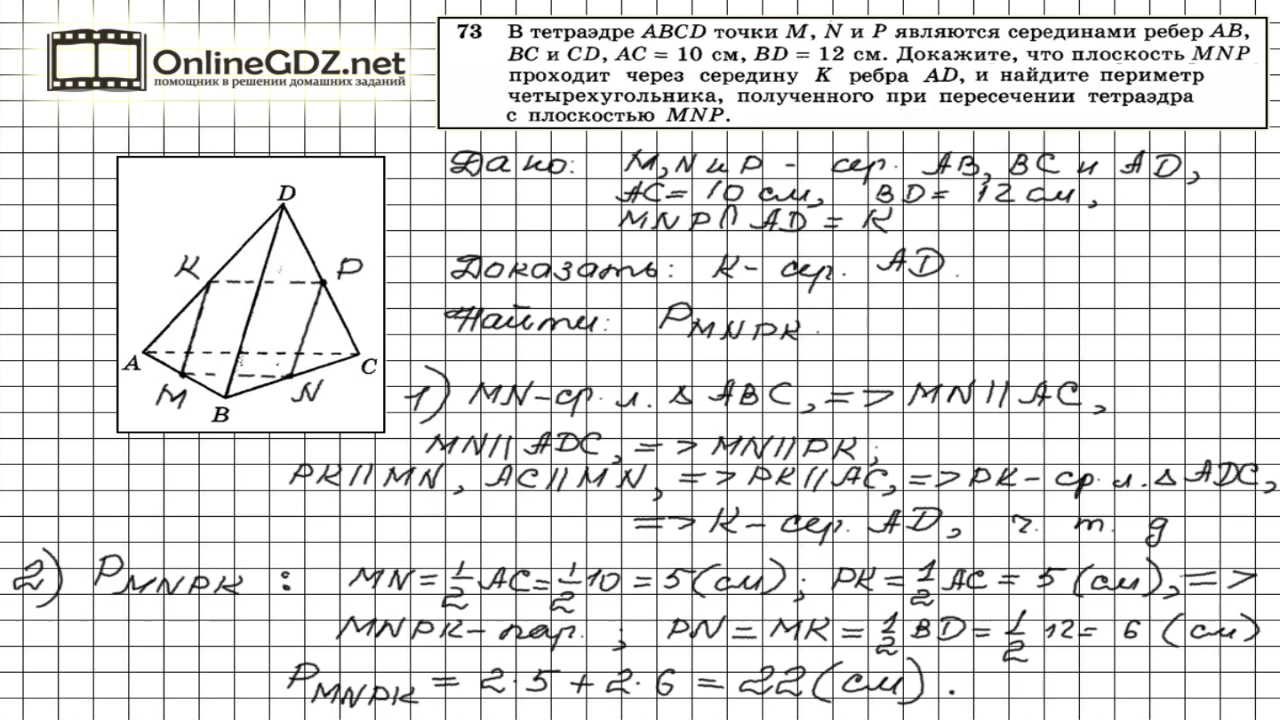 OnlineGDZ.net
помощник в решении домашних заданий
73 В тетраэдре ABCD точки M, N и P являются серединами ребер AB,
BC и CD, AC = 10 см, BD = 12 см. Докажите, что плоскость MNP
проходит через середину K ребра AD, и найдите периметр
четырехугольника, полученного при пересечении тетраэдра
с плоскостью MNP.
Дано: M,N и P - сер. AB, BC и AD,
AC = 10 см, BD = 12 см,
MNP ∩ AD = K
Доказать: K - сер. AD.
Найти: P MNPK.
D
K
P
A
C
M
N
B
1) MN - ср. л. Δ ABC, => MN || AC,
MN || ADC, => MN || PK;
PK || MN, AC || MN, => PK || AC, => PK - ср. л. Δ ADC,
=> K - сер. AD, ч. т. д
2) P MNPK : MN = 1/2 AC = 1/2 10 = 5 (см); PK = 1/2 AC = 5 (см), =>
MNPK - пар.; PN = MK = 1/2 BD = 1/2 12 = 6 (см)
P MNPK = 2·5 + 2·6 = 22 (см).